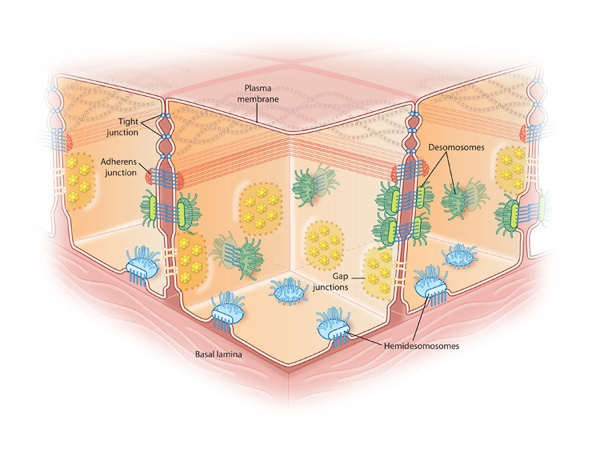 Plasma
membrane
Tight
junction
Adherens
junction
Desomosomes
Gap
junctions
Basal lamina
Hemidesomosomes